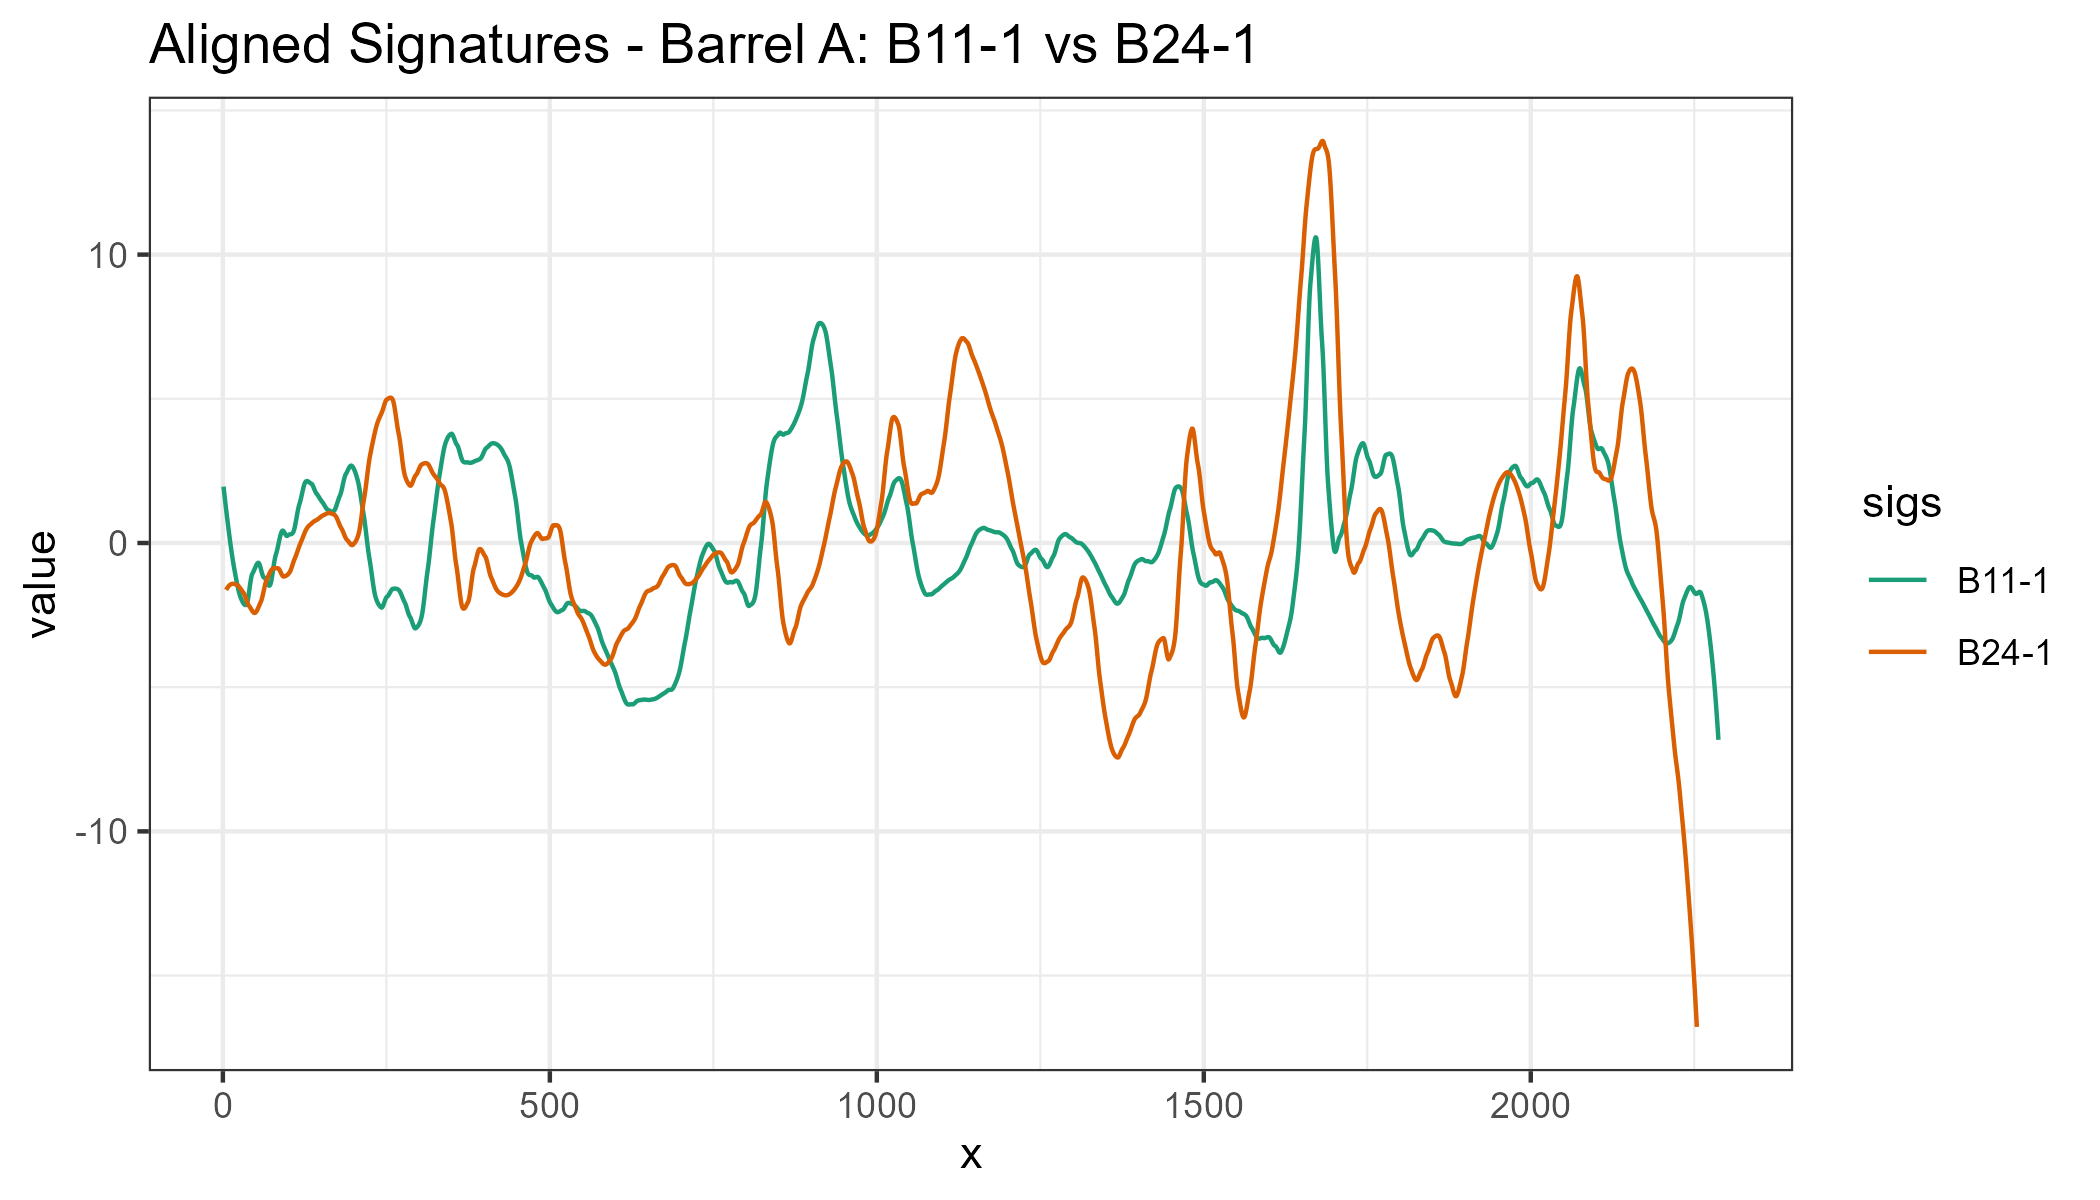 Aligned Signatures - Barrel A: B11-1 vs B24-1
value
10
0
-10
0
500
1000
1500
2000
x
sigs
B11-1
B24-1